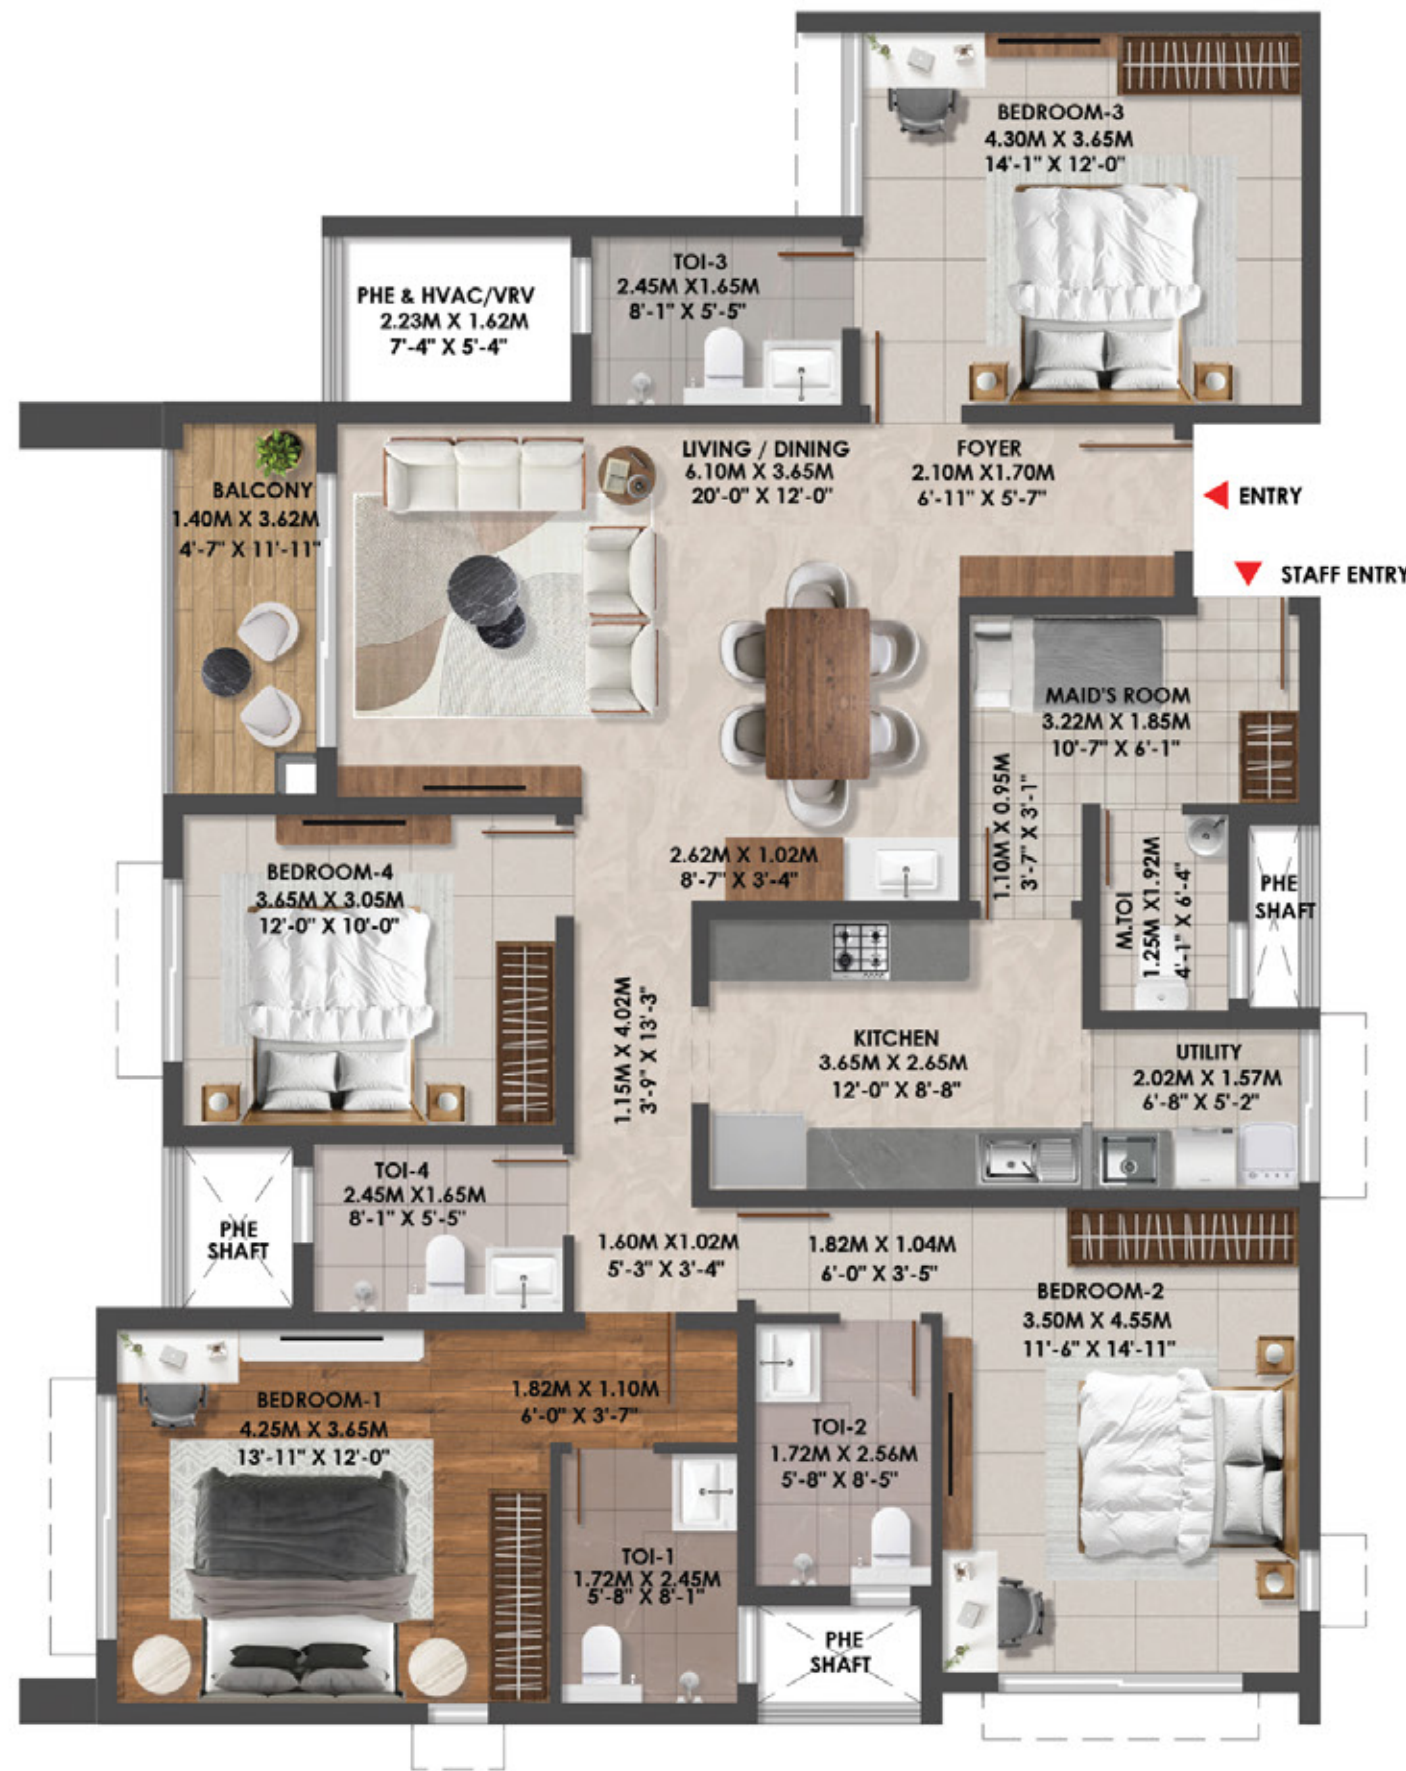 BEDROOM-3
4.30M X 3.65M
14'-1" X 12'-0"
TOI-3
2.45M X1.65M
8'-1" X 5'-5"
PHE & HVAC/VRV
2.23M X 1.62M
7'-4" X 5'-4"
LIVING / DINING
6.10M X 3.65M
20'-0" X 12'-0"
FOYER
2.10M X1.70M
6'-11" X 5'-7"
ENTRY
STAFF ENTRY
BALCONY
1.40M X 3.62M
4'-7" X 11'-11"
MAID'S ROOM
3.22M X 1.85M
10'-7" X 6'-1"
1.10M X 0.95M
3'-7" X 3'-1"
2.62M X 1.02M
8'-7" X 3'-4"
BEDROOM-4
3.65M X 3.05M
12'-0" X 10'-0"
M.TOI
1.25M X1.92M
4'-1" X 6'-4"
PHE
SHAFT
1.15M X 4.02M
3'-9" X 13'-3"
KITCHEN
3.65M X 2.65M
12'-0" X 8'-8"
UTILITY
2.02M X 1.57M
6'-8" X 5'-2"
TOI-4
2.45M X1.65M
8'-1" X 5'-5"
PHE
SHAFT
1.60M X1.02M
5'-3" X 3'-4"
1.82M X 1.04M
6'-0" X 3'-5"
BEDROOM-2
3.50M X 4.55M
11'-6" X 14'-11"
BEDROOM-1
4.25M X 3.65M
13'-11" X 12'-0"
1.82M X 1.10M
6'-0" X 3'-7"
TOI-2
1.72M X 2.56M
5'-8" X 8'-5"
TOI-1
1.72M X 2.45M
5'-8" X 8'-1"
PHE
SHAFT